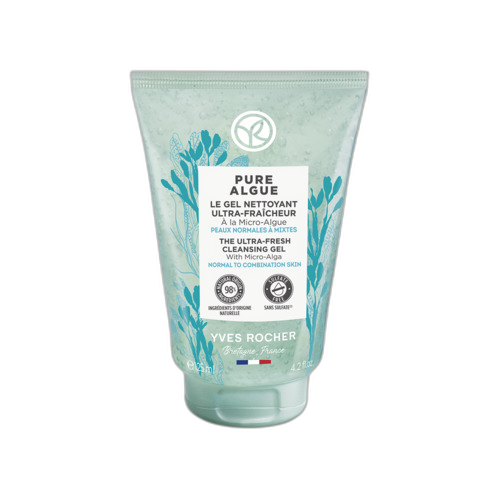 PURE
ALGUE
LE GEL NETTOYANT
ULTRA-FRAÎCHEUR
À la Micro-Algue
PEAUX NORMALES À MIXTES
THE ULTRA-FRESH
CLEANSING GEL
With Micro-Alga
NORMAL TO COMBINATION SKIN
98%
SULFATE
FREE
INGRÉDIENTS D'ORIGINE
NATURELLE
SANS SULFATE
YVES ROCHER
Bretagne, France
4.2 fl.oz